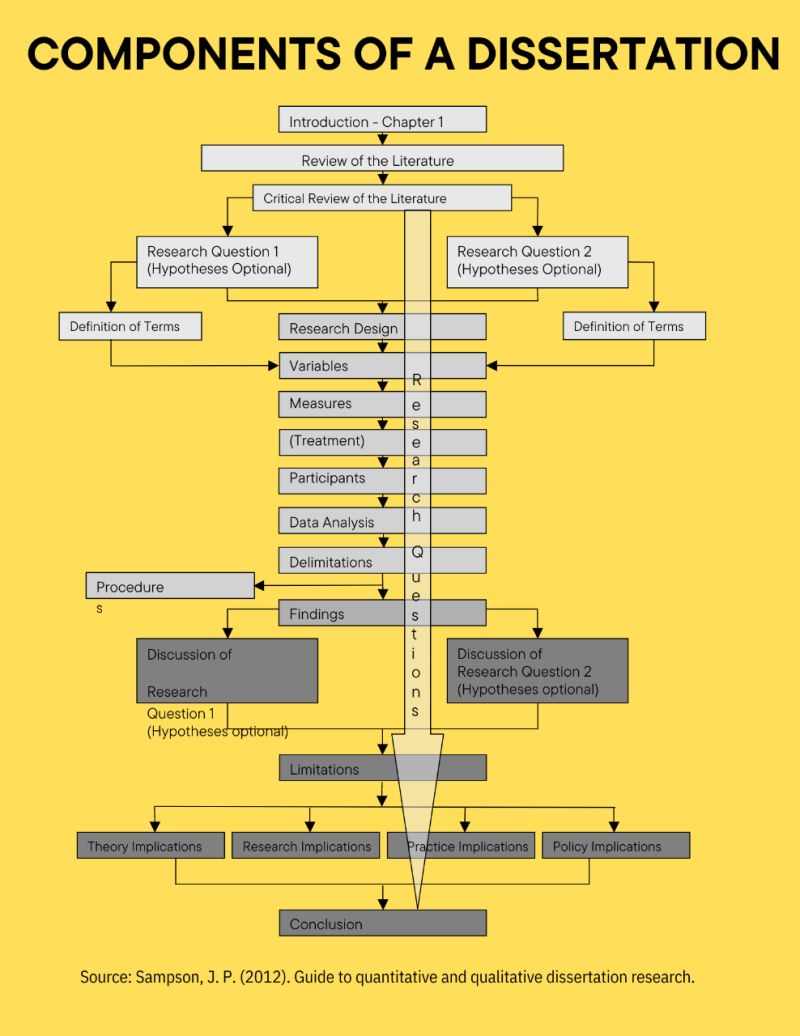 COMPONENTS OF A DISSERTATION
Introduction - Chapter 1
Review of the Literature
Critical Review of the Literature
Research Question 1
(Hypotheses Optional)
Research Question 2
(Hypotheses Optional)
Definition of Terms
Definition of Terms
Research Design
Variables
Measures
(Treatment)
Participants
Data Analysis
Delimitations
Research Questions
Procedure
s
Findings
Discussion of
Research
Question 1
(Hypotheses optional)
Discussion of
Research Question 2
(Hypotheses optional)
Limitations
Theory Implications
Research Implications
Practice Implications
Policy Implications
Conclusion
Source: Sampson, J. P. (2012). Guide to quantitative and qualitative dissertation research.